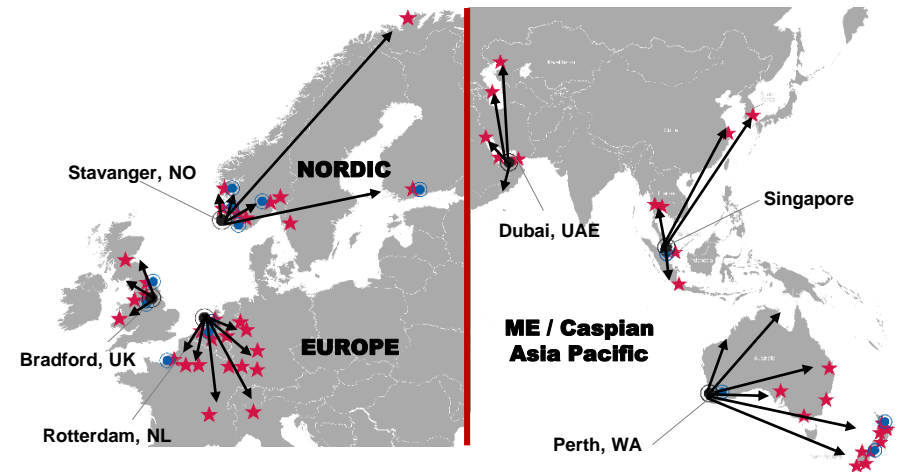 Stavanger, NO
NORDIC
Bradford, UK
EUROPE
Rotterdam, NL
Dubai, UAE
Singapore
ME / Caspian
Asia Pacific
Perth, WA